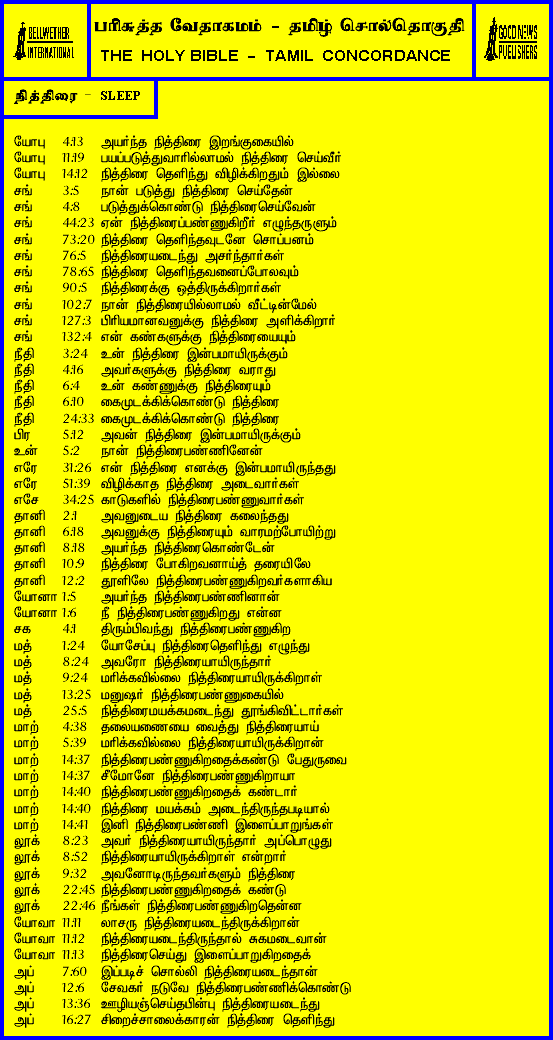 BELLWETHER
INTERNATIONAL
பரிசுத்த வேதாகமம் - தமிழ் சொல்தொகுதி
THE HOLY BIBLE - TAMIL CONCORDANCE
GOOD NEWS
PUBLISHERS
நித்திரை - SLEEP
யோபு 4:13 அயர்ந்த நித்திரை இறங்குகையில்
யோபு 11:19 பயப்படுத்துவாரில்லாமல் நித்திரை செய்வீர்
யோபு 14:12 நித்திரை தெளிந்து விழிக்கிறதும் இல்லை
சங் 3:5 நான் படுத்து நித்திரை செய்தேன்
சங் 4:8 படுத்துக்கொண்டு நித்திரைசெய்வேன்
சங் 44:23 ஏன் நித்திரைப்பண்ணுகிறீர் எழுந்தருளும்
சங் 73:20 நித்திரை தெளிந்தவுடனே சொப்பனம்
சங் 76:5 நித்திரையடைந்து அசர்ந்தார்கள்
சங் 78:65 நித்திரை தெளிந்தவனைப்போலவும்
சங் 90:5 நித்திரைக்கு ஒத்திருக்கிறார்கள்
சங் 102:7 நான் நித்திரையில்லாமல் வீட்டின்மேல்
சங் 127:3 பிரியமானவனுக்கு நித்திரை அளிக்கிறார்
சங் 132:4 என் கண்களுக்கு நித்திரையையும்
நீதி 3:24 உன் நித்திரை இன்பமாயிருக்கும்
நீதி 4:16 அவர்களுக்கு நித்திரை வராது
நீதி 6:4 உன் கண்ணுக்கு நித்திரையும்
நீதி 6:10 கைமுடக்கிக்கொண்டு நித்திரை
நீதி 24:33 கைமுடக்கிக்கொண்டு நித்திரை
பிர 5:12 அவன் நித்திரை இன்பமாயிருக்கும்
உன் 5:2 நான் நித்திரைபண்ணினேன்
எரே 31:26 என் நித்திரை எனக்கு இன்பமாயிருந்தது
எரே 51:39 விழிக்காத நித்திரை அடைவார்கள்
எசே 34:25 காடுகளில் நித்திரைபண்ணுவார்கள்
தானி 2:1 அவனுடைய நித்திரை கலைந்தது
தானி 6:18 அவனுக்கு நித்திரையும் வாரமற்போயிற்று
தானி 8:18 அயர்ந்த நித்திரைகொண்டேன்
தானி 10:9 நித்திரை போகிறவனாய்த் தரையிலே
தானி 12:2 தூளிலே நித்திரைபண்ணுகிறவர்களாகிய
யோனா 1:5 அயர்ந்த நித்திரைபண்ணினான்
யோனா 1:6 நீ நித்திரைபண்ணுகிறது என்ன
சக 4:1 திரும்பிவந்து நித்திரைபண்ணுகிற
மத் 1:24 யோசேப்பு நித்திரைதெளிந்து எழுந்து
மத் 8:24 அவரோ நித்திரையாயிருந்தார்
மத் 9:24 மரிக்கவில்லை நித்திரையாயிருக்கிறாள்
மத் 13:25 மனுஷர் நித்திரைபண்ணுகையில்
மத் 25:5 நித்திரைமயக்கமடைந்து தூங்கிவிட்டார்கள்
மாற் 4:38 தலையணையை வைத்து நித்திரையாய்
மாற் 5:39 மரிக்கவில்லை நித்திரையாயிருக்கிறான்
மாற் 14:37 நித்திரைபண்ணுகிறதைக்கண்டு பேதுருவை
மாற் 14:37 சீமோனே நித்திரைபண்ணுகிறாயா
மாற் 14:40 நித்திரைபண்ணுகிறதைக் கண்டார்
மாற் 14:40 நித்திரை மயக்கம் அடைந்திருந்தபடியால்
மாற் 14:41 இனி நித்திரைபண்ணி இளைப்பாறுங்கள்
லூக் 8:23 அவர் நித்திரையாயிருந்தார் அப்பொழுது
லூக் 8:52 நித்திரையாயிருக்கிறாள் என்றார்
லூக் 9:32 அவனோடிருந்தவர்களும் நித்திரை
லூக் 22:45 நித்திரைபண்ணுகிறதைக் கண்டு
லூக் 22:46 நீங்கள் நித்திரைபண்ணுகிறதென்ன
யோவா 11:11 லாசரு நித்திரையடைந்திருக்கிறான்
யோவா 11:12 நித்திரையடைந்திருந்தால் சுகமடைவான்
யோவா 11:13 நித்திரைசெய்து இளைப்பாறுகிறதைக்
அப் 7:60 இப்படிச் சொல்லி நித்திரையடைந்தான்
அப் 12:6 சேவகர் நடுவே நித்திரைபண்ணிக்கொண்டு
அப் 13:36 ஊழியஞ்செய்தபின்பு நித்திரையடைந்து
அப் 16:27 சிறைச்சாலைக்காரன் நித்திரை தெளிந்து